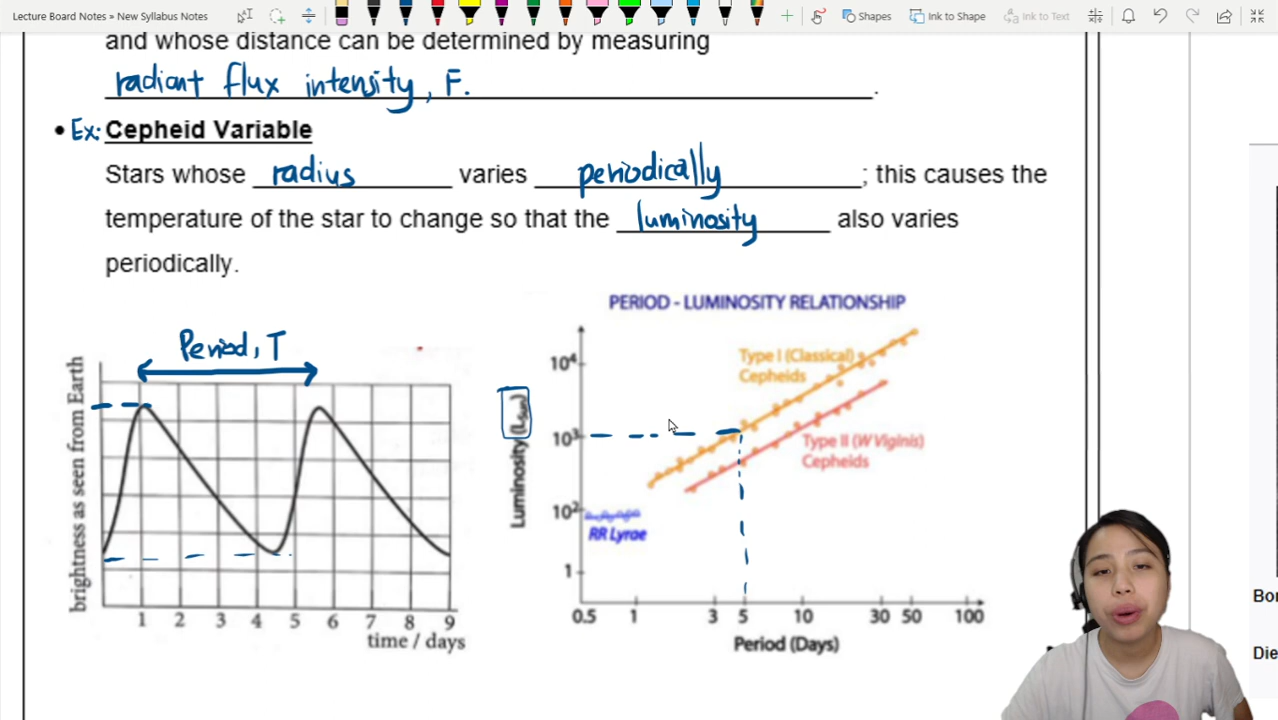 Lecture Board Notes » New Syllabus Notes
Shapes
Ink to Shape
Ink to Text
and whose distance can be determined by measuring
radiant flux intensity, F.
• Ex: Cepheid Variable
Stars whose radius varies periodically ; this causes the
temperature of the star to change so that the luminosity also varies
periodically.
Period, T
brightness as seen from Earth
1 2 3 4 5 6 7 8 9
time / days
PERIOD - LUMINOSITY RELATIONSHIP
Luminosity (Lsun)
10⁴
10³
10²
1
Type I (Classical)
Cepheids
Type II (W Viginis)
Cepheids
RR Lyrae
0.5 1 3 5 10 30 50 100
Period (Days)
Bor
Die